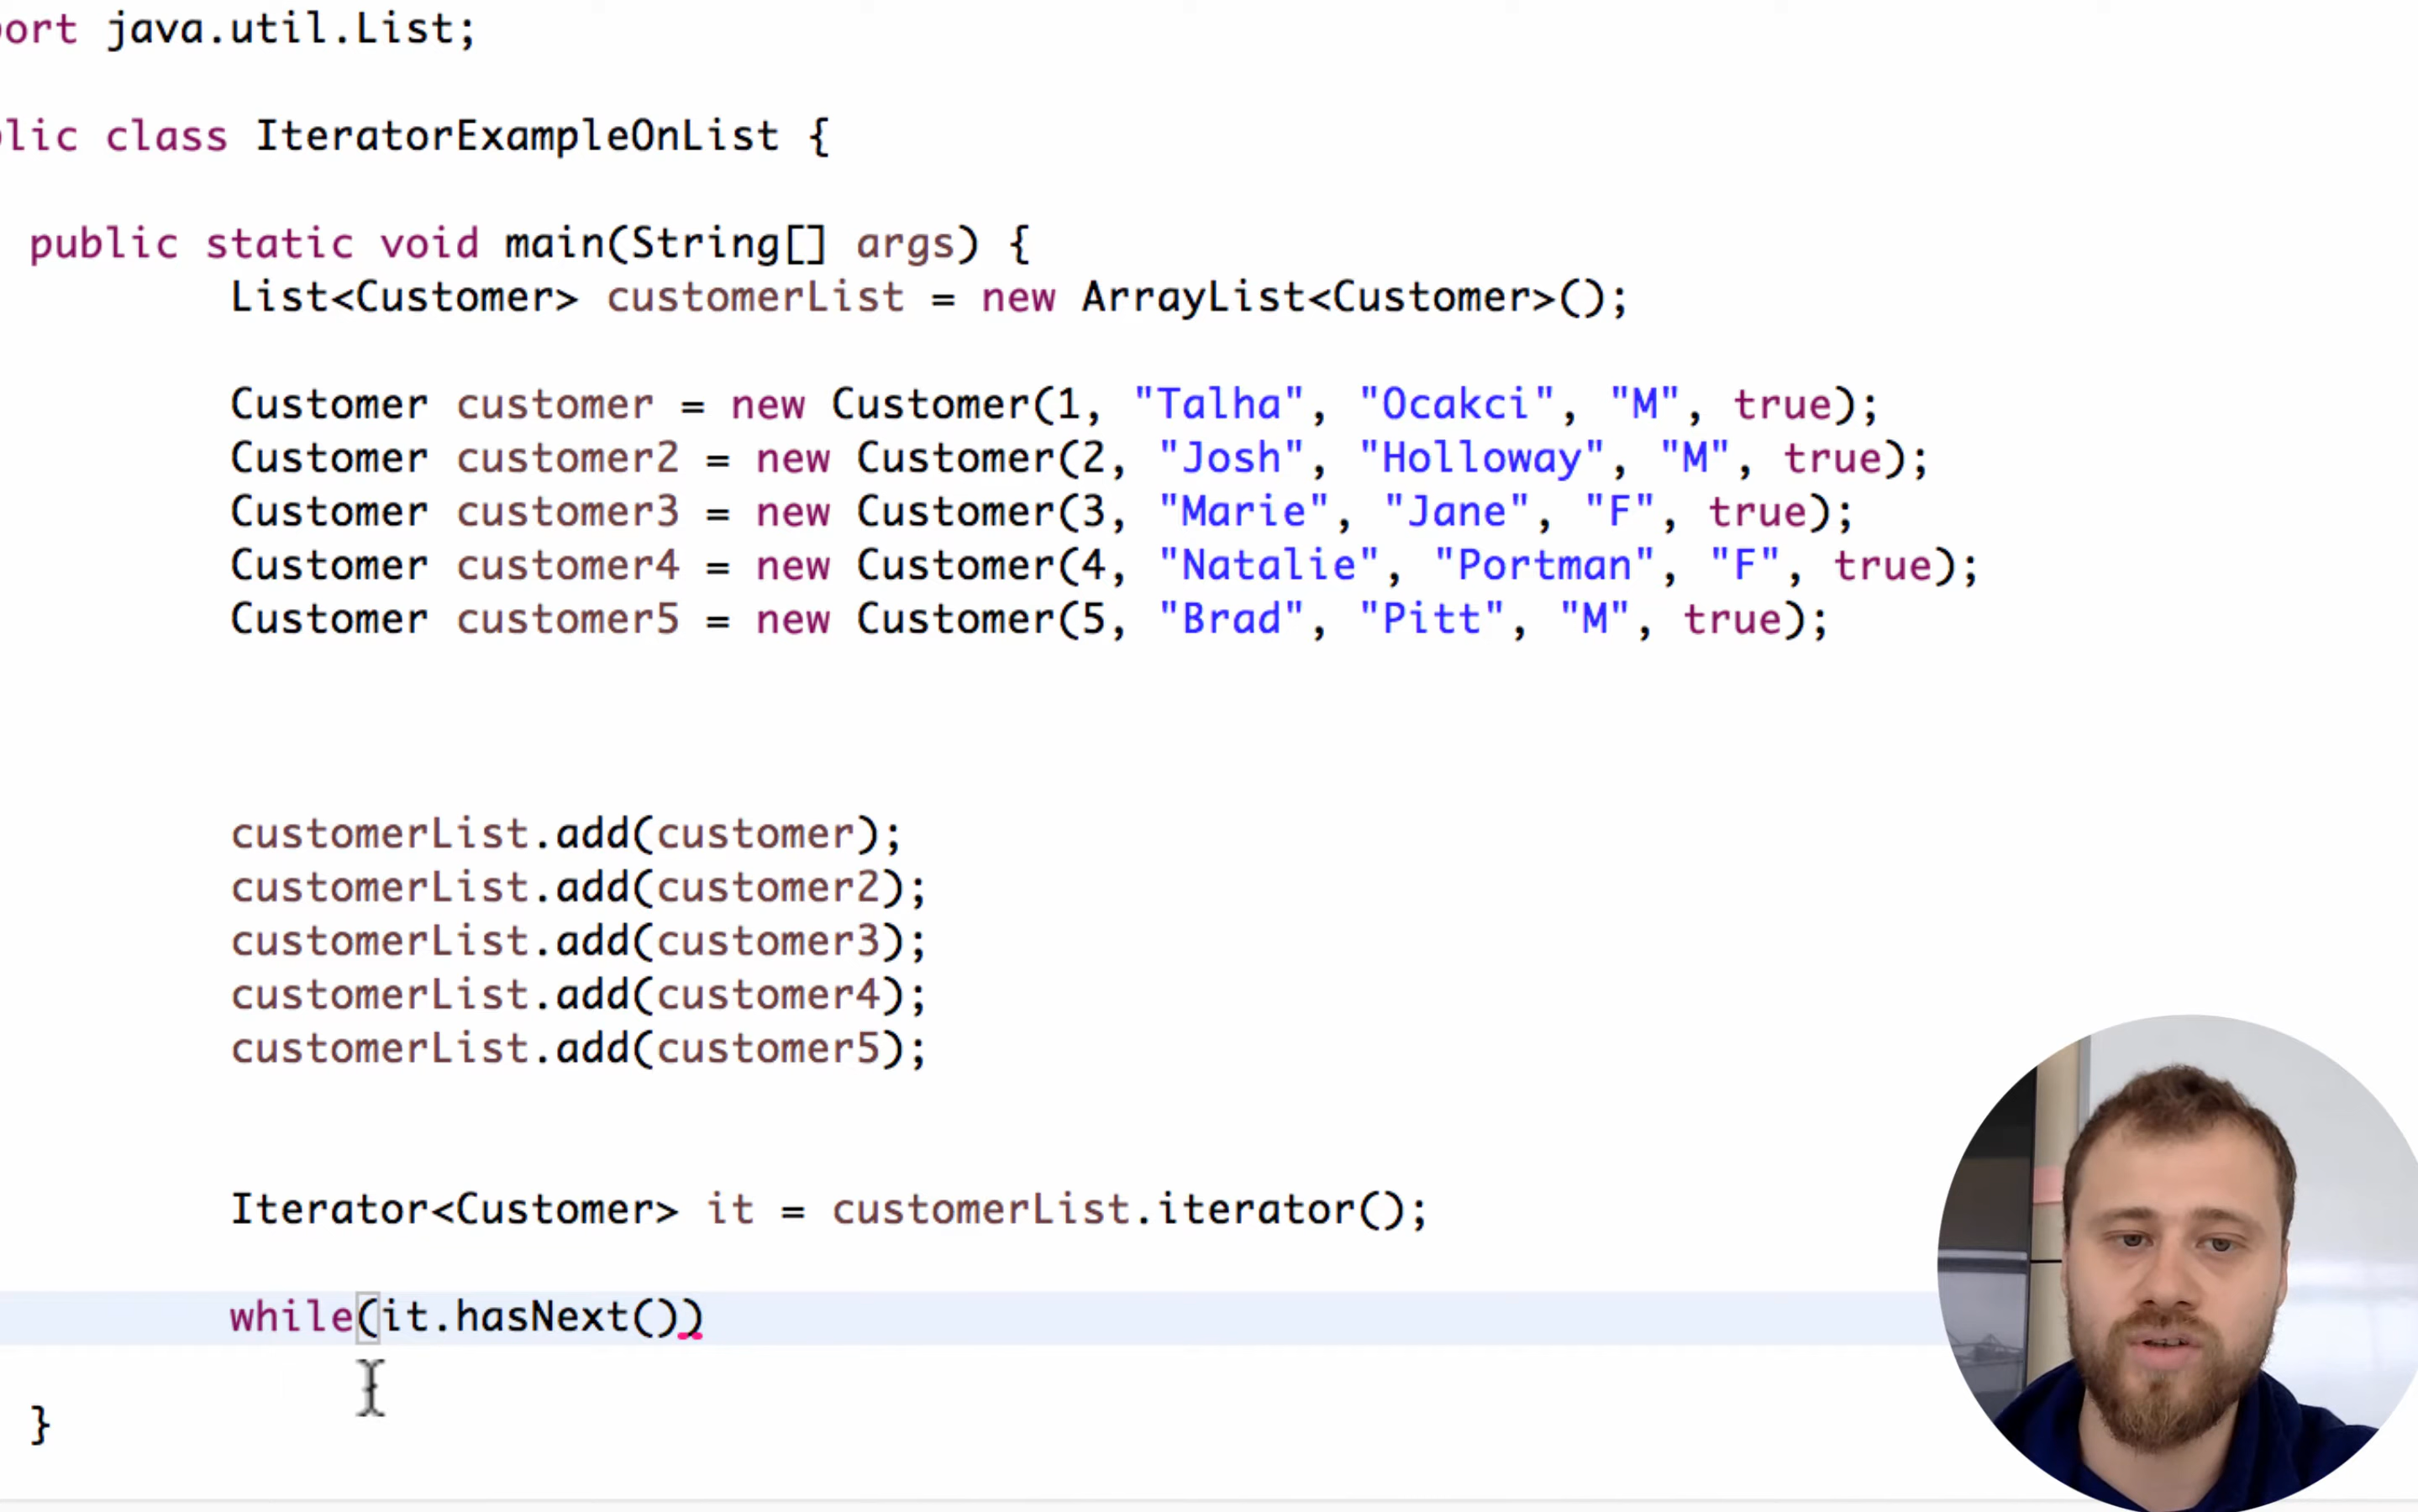 ort java.util.List;
lic class IteratorExampleOnList {
public static void main(String[] args) {
List<Customer> customerList = new ArrayList<Customer>();
Customer customer = new Customer(1, "Talha", "Ocakci", "M", true);
Customer customer2 = new Customer(2, "Josh", "Holloway", "M", true);
Customer customer3 = new Customer(3, "Marie", "Jane", "F", true);
Customer customer4 = new Customer(4, "Natalie", "Portman", "F", true);
Customer customer5 = new Customer(5, "Brad", "Pitt", "M", true);
customerList.add(customer);
customerList.add(customer2);
customerList.add(customer3);
customerList.add(customer4);
customerList.add(customer5);
Iterator<Customer> it = customerList.iterator();
while(it.hasNext())
}